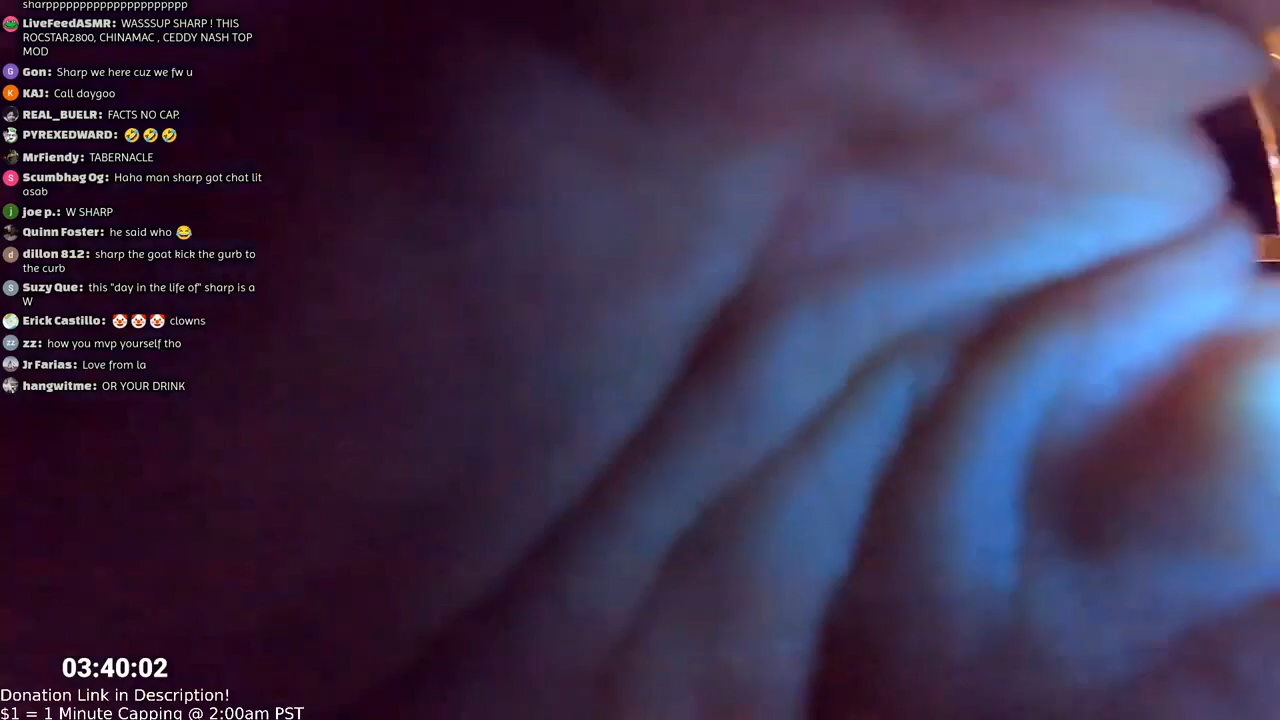 sharppppppppppppppppppppp
LiveFeedASMR: WASSSUP SHARP ! THIS
ROCSTAR2800, CHINAMAC , CEDDY NASH TOP
MOD
G Gon: Sharp we here cuz we fw u
K KAJ: Call daygoo
REAL_BUELR: FACTS NO CAP.
PYREXEDWARD: 🤣 🤣 🤣
MrFiendy: TABERNACLE
S Scumbhag Og: Haha man sharp got chat lit
asab
j joe p.: W SHARP
Quinn Foster: he said who 😂
d dillon 812: sharp the goat kick the gurb to
the curb
S Suzy Que: this "day in the life of" sharp is a
W
Erick Castillo: 🤡 🤡 🤡 clowns
zz zz: how you mvp yourself tho
Jr Farias: Love from la
hangwitme: OR YOUR DRINK
03:40:02
Donation Link in Description!
$1 = 1 Minute Capping @ 2:00am PST